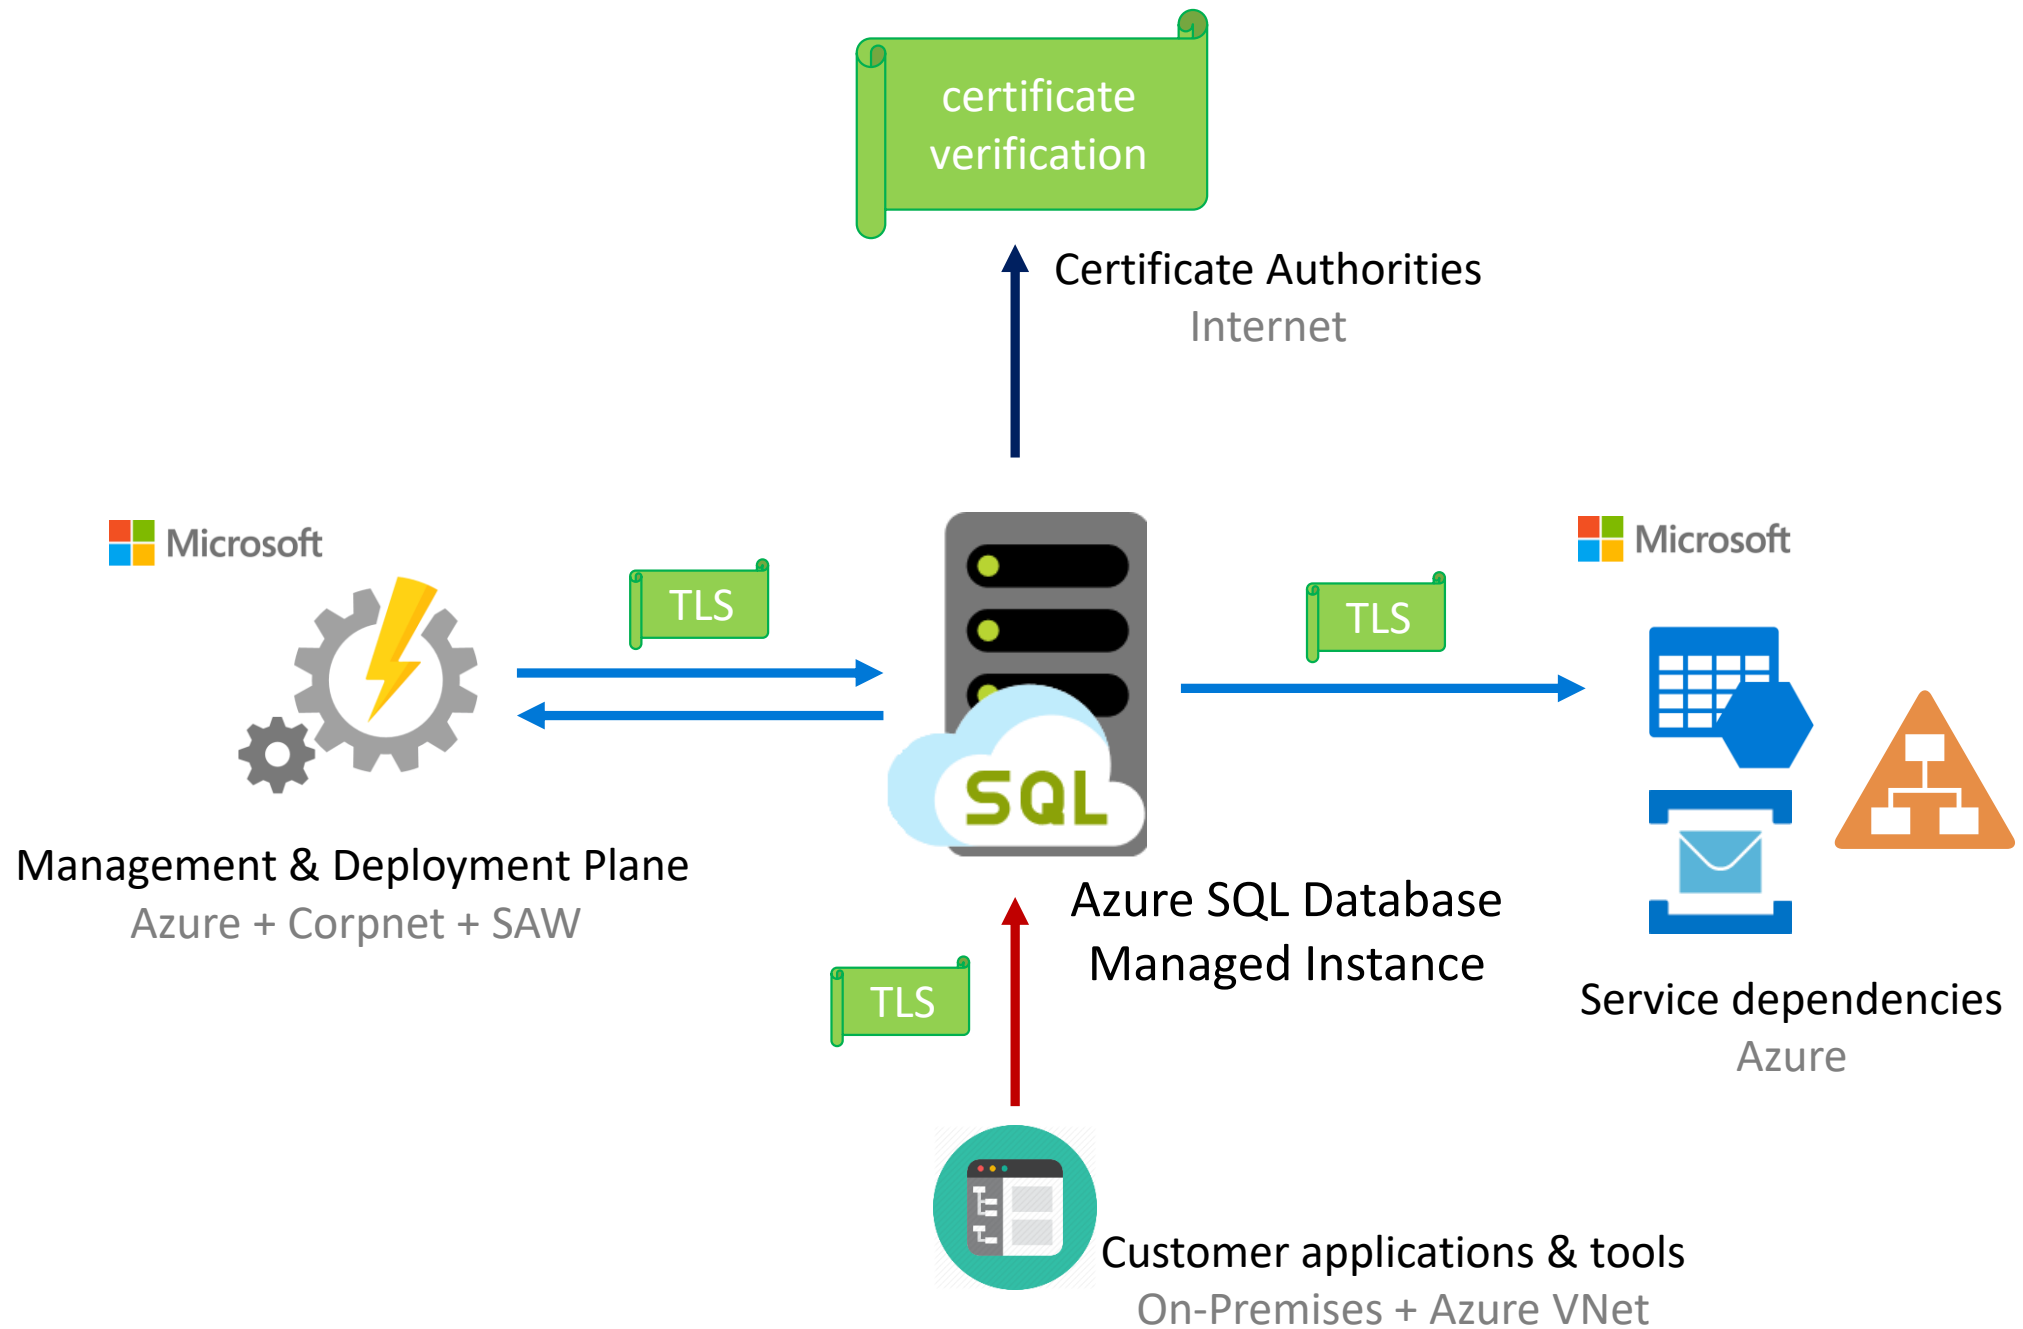 certificate
verification
Certificate Authorities
Internet
Microsoft
TLS
Management & Deployment Plane
Azure + Corpnet + SAW
SQL
Azure SQL Database
Managed Instance
TLS
Microsoft
Service dependencies
Azure
TLS
Customer applications & tools
On-Premises + Azure VNet